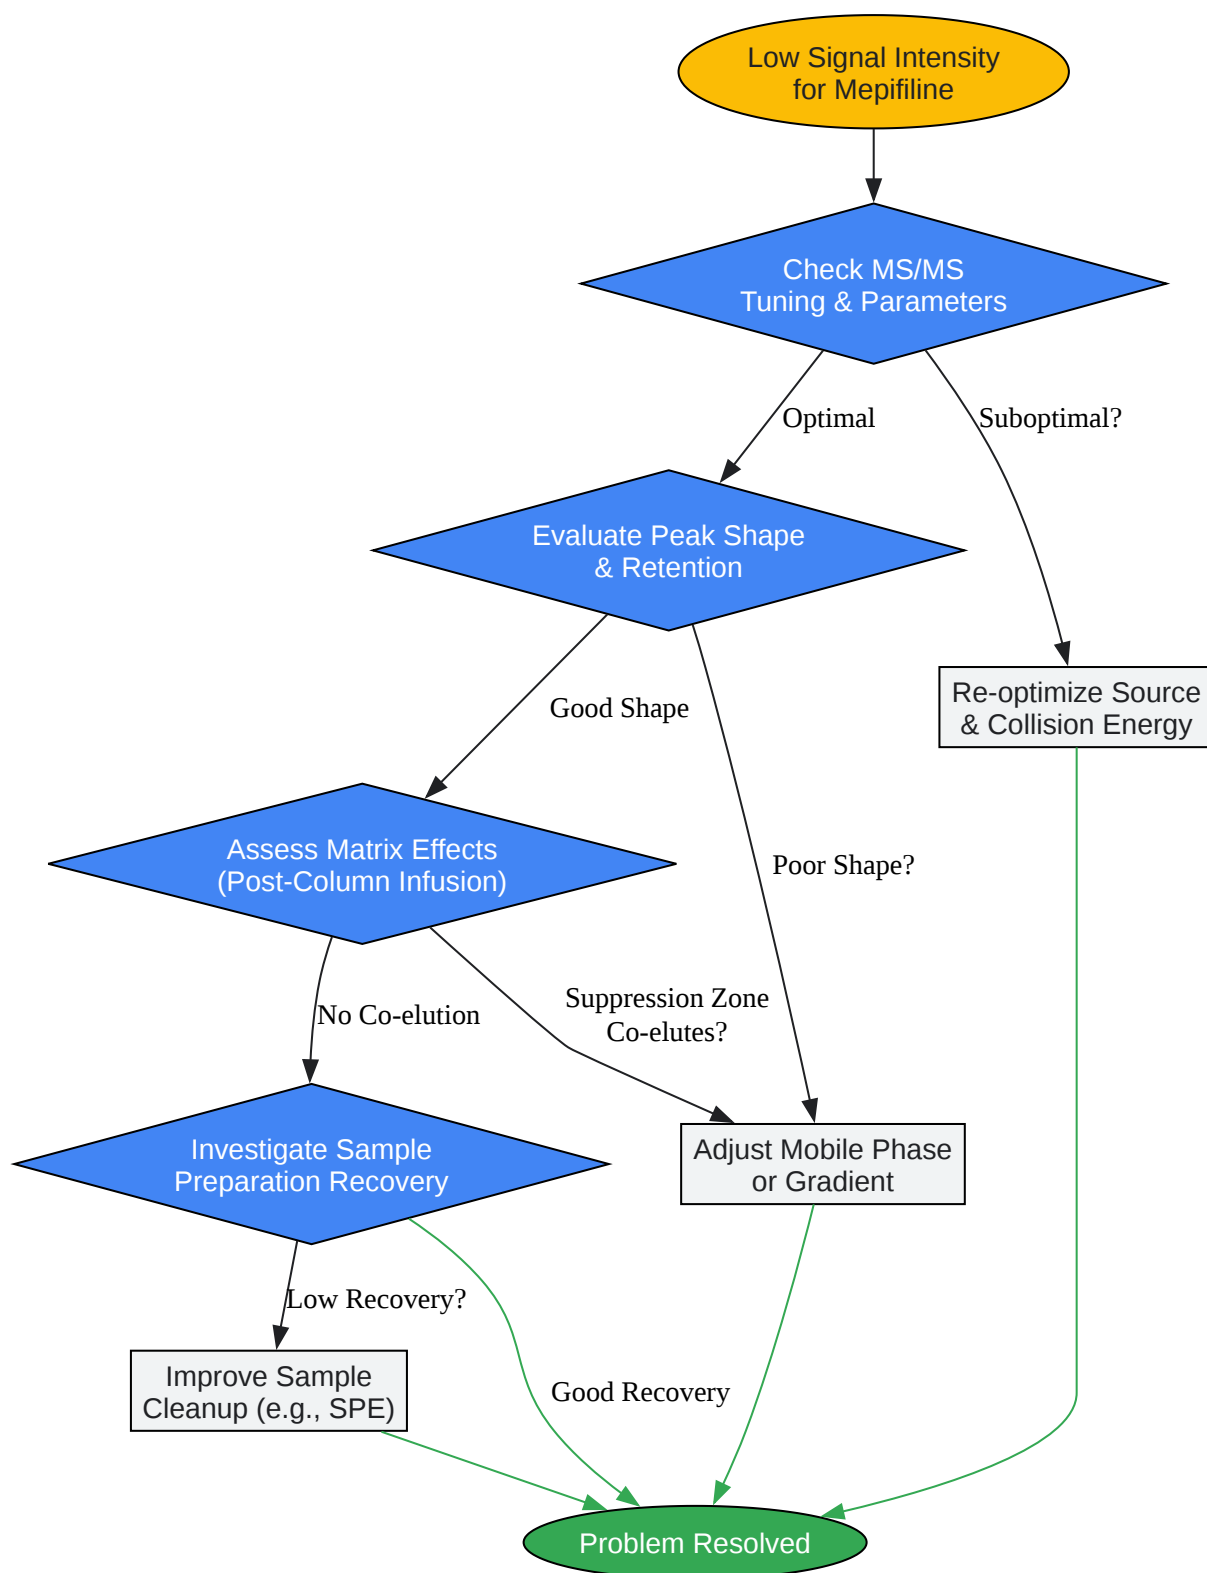 Low Signal Intensity
for Mepifiline
Check MS/MS
Tuning & Parameters
Optimal
Suboptimal?
Evaluate Peak Shape
& Retention
Re-optimize Source
& Collision Energy
Good Shape
Poor Shape?
Assess Matrix Effects
(Post-Column Infusion)
No Co-elution
Suppression Zone
Co-elutes?
Investigate Sample
Preparation Recovery
Adjust Mobile Phase
or Gradient
Low Recovery?
Good Recovery
Improve Sample
Cleanup (e.g., SPE)
Problem Resolved